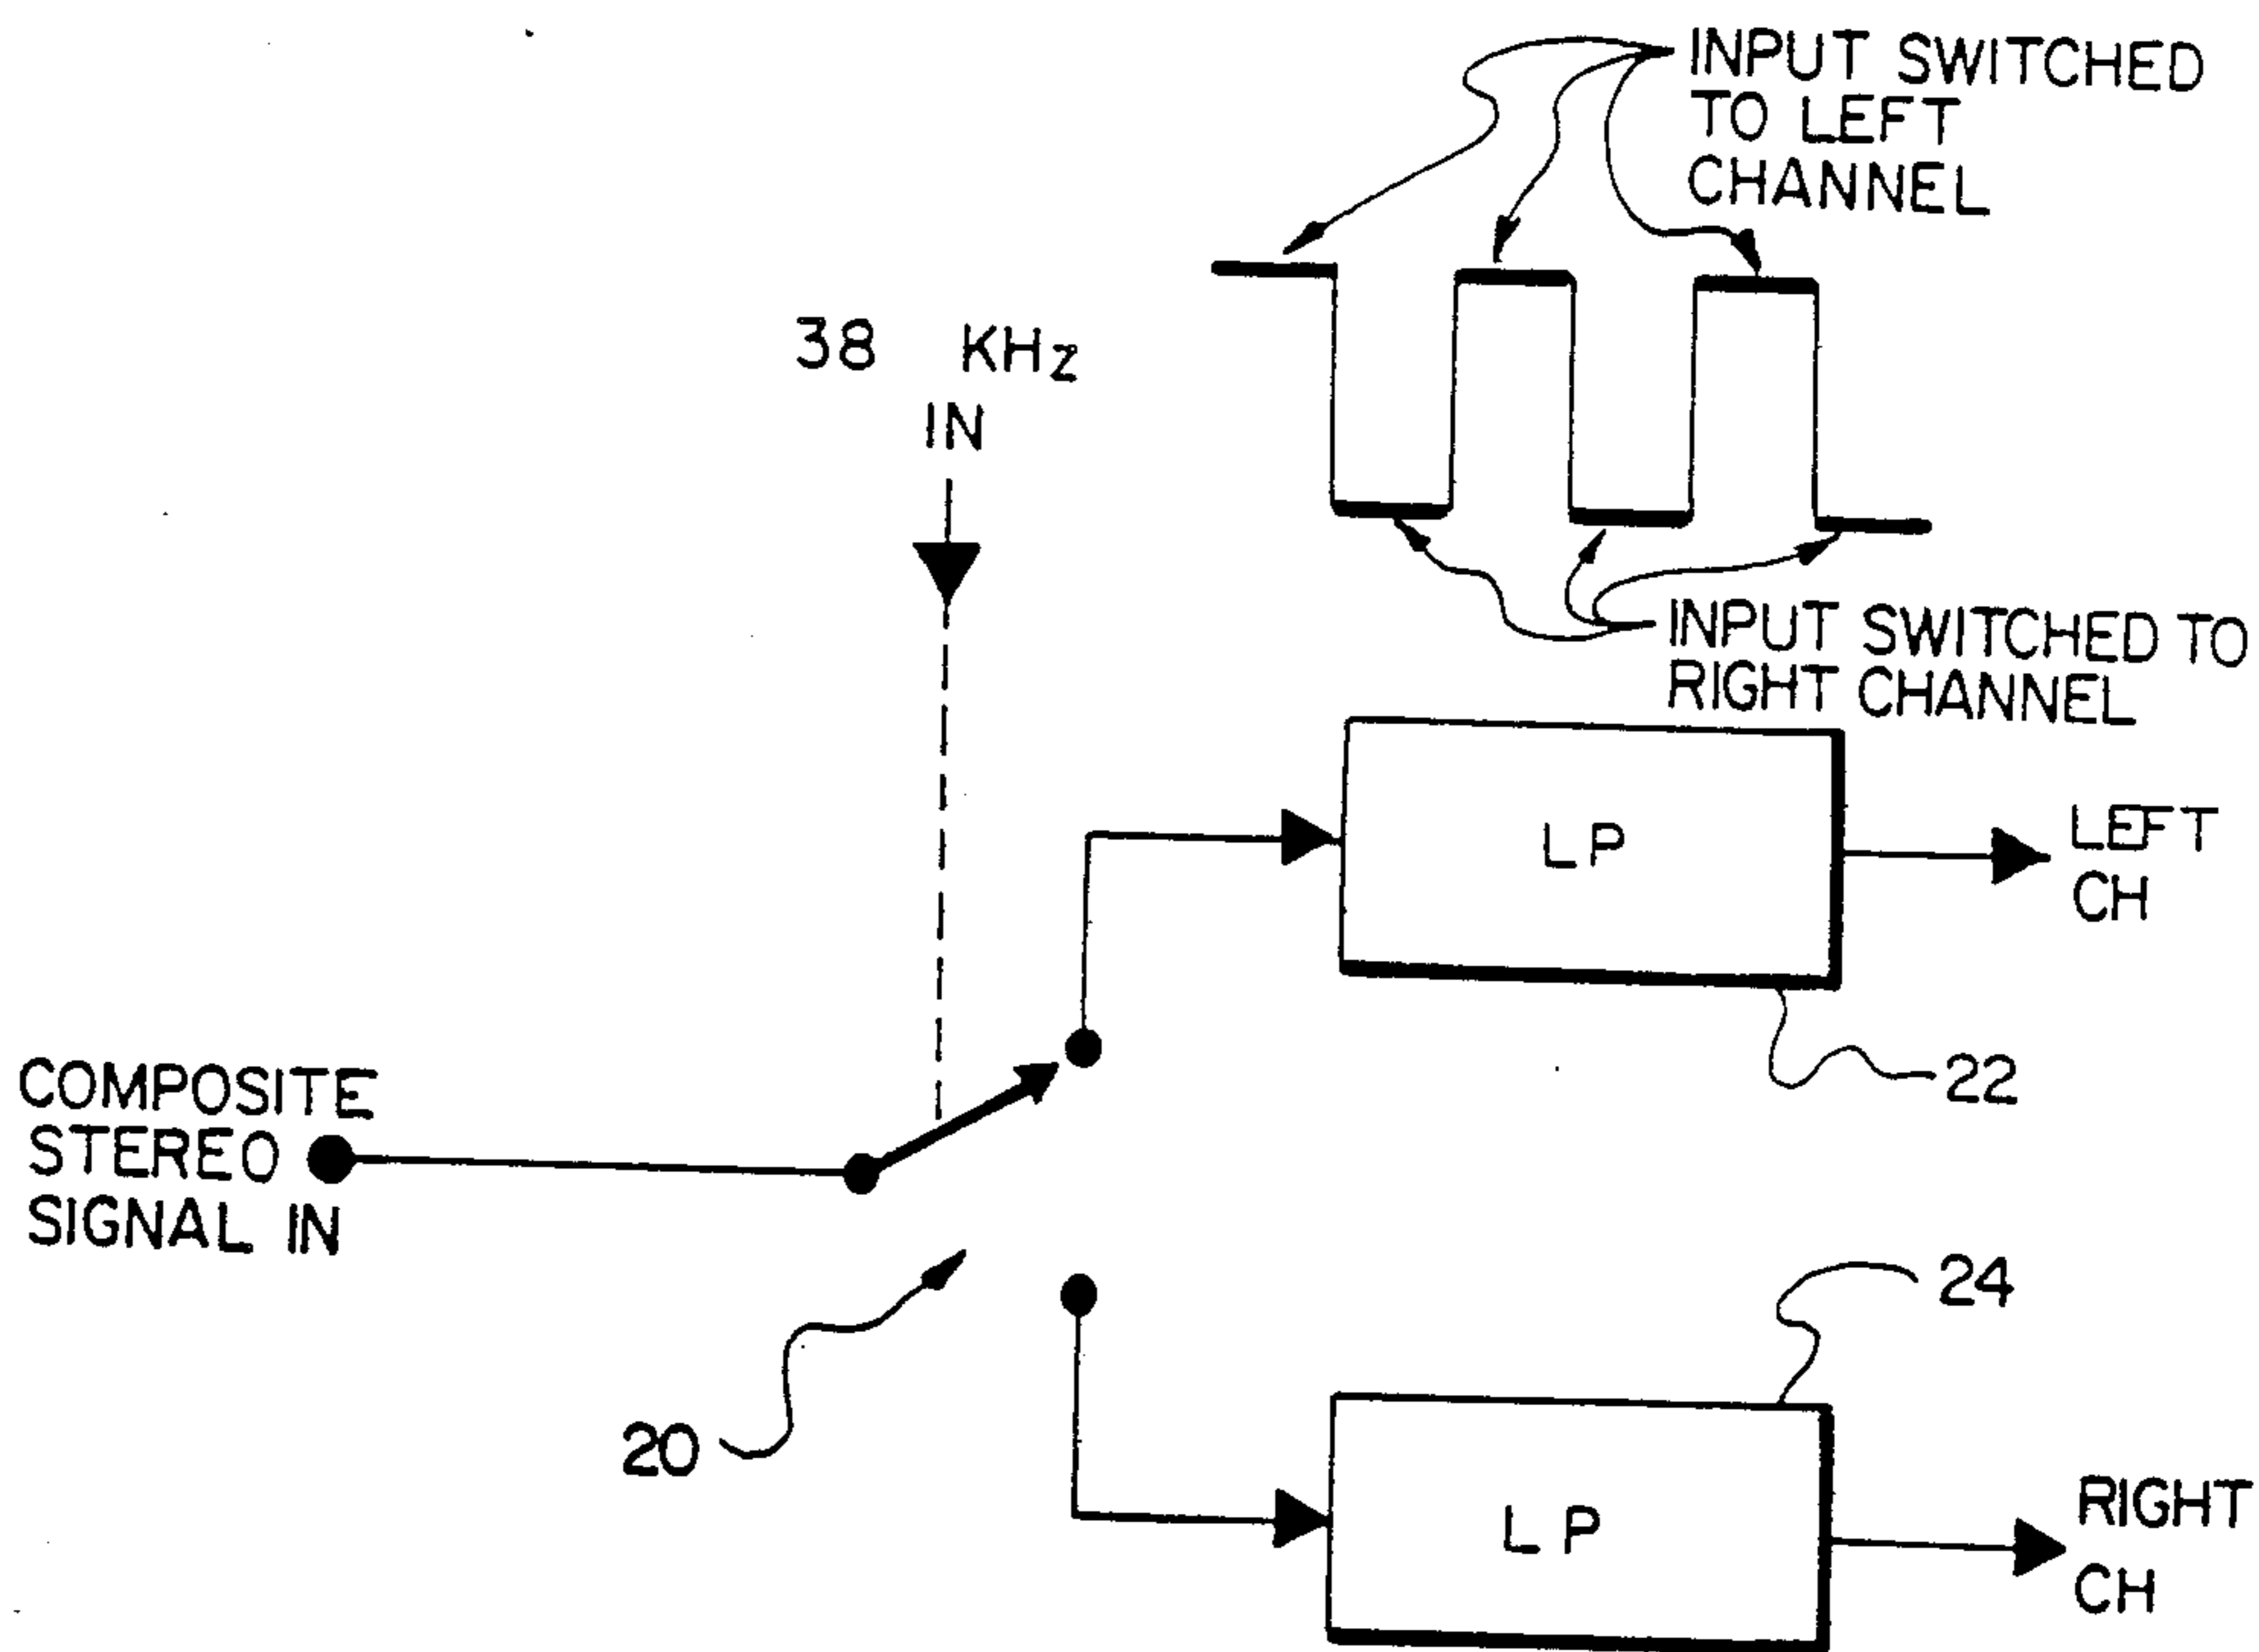 INPUT SWITCHED
TO LEFT
CHANNEL
38 KHz
IN
INPUT SWITCHED TO
RIGHT CHANNEL
LP
LEFT
CH
22
COMPOSITE
STEREO
SIGNAL IN
24
20
LP
RIGHT
CH